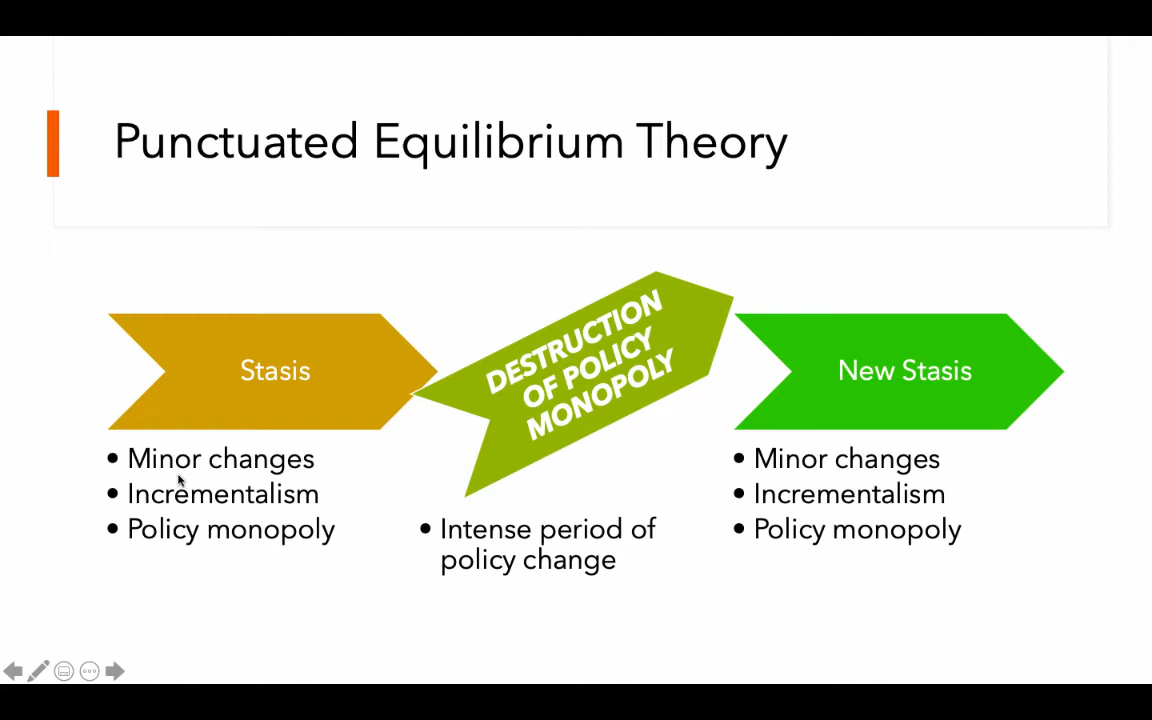 Punctuated Equilibrium Theory
Stasis
• Minor changes
• Incrementalism
• Policy monopoly
DESTRUCTION
OF POLICY
MONOPOLY
• Intense period of
policy change
New Stasis
• Minor changes
• Incrementalism
• Policy monopoly